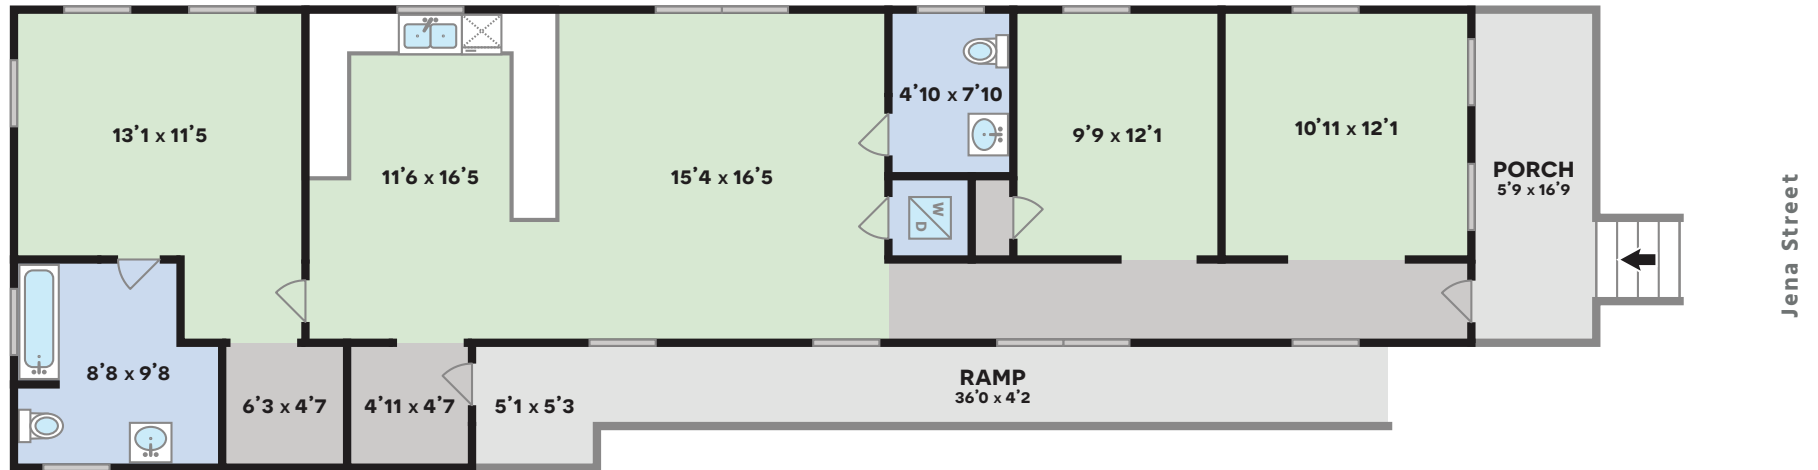 4’10 x 7’10
10’11 x 12’1
13’1 x 11’5
9’9 x 12’1
PORCH
5’9 x 16’9
11’6 x 16’5
15’4 x 16’5
W
D
Jena Street
8’8 x 9’8
RAMP
36’0 x 4’2
6’3 x 4’7
4’11 x 4’7
5’1 x 5’3